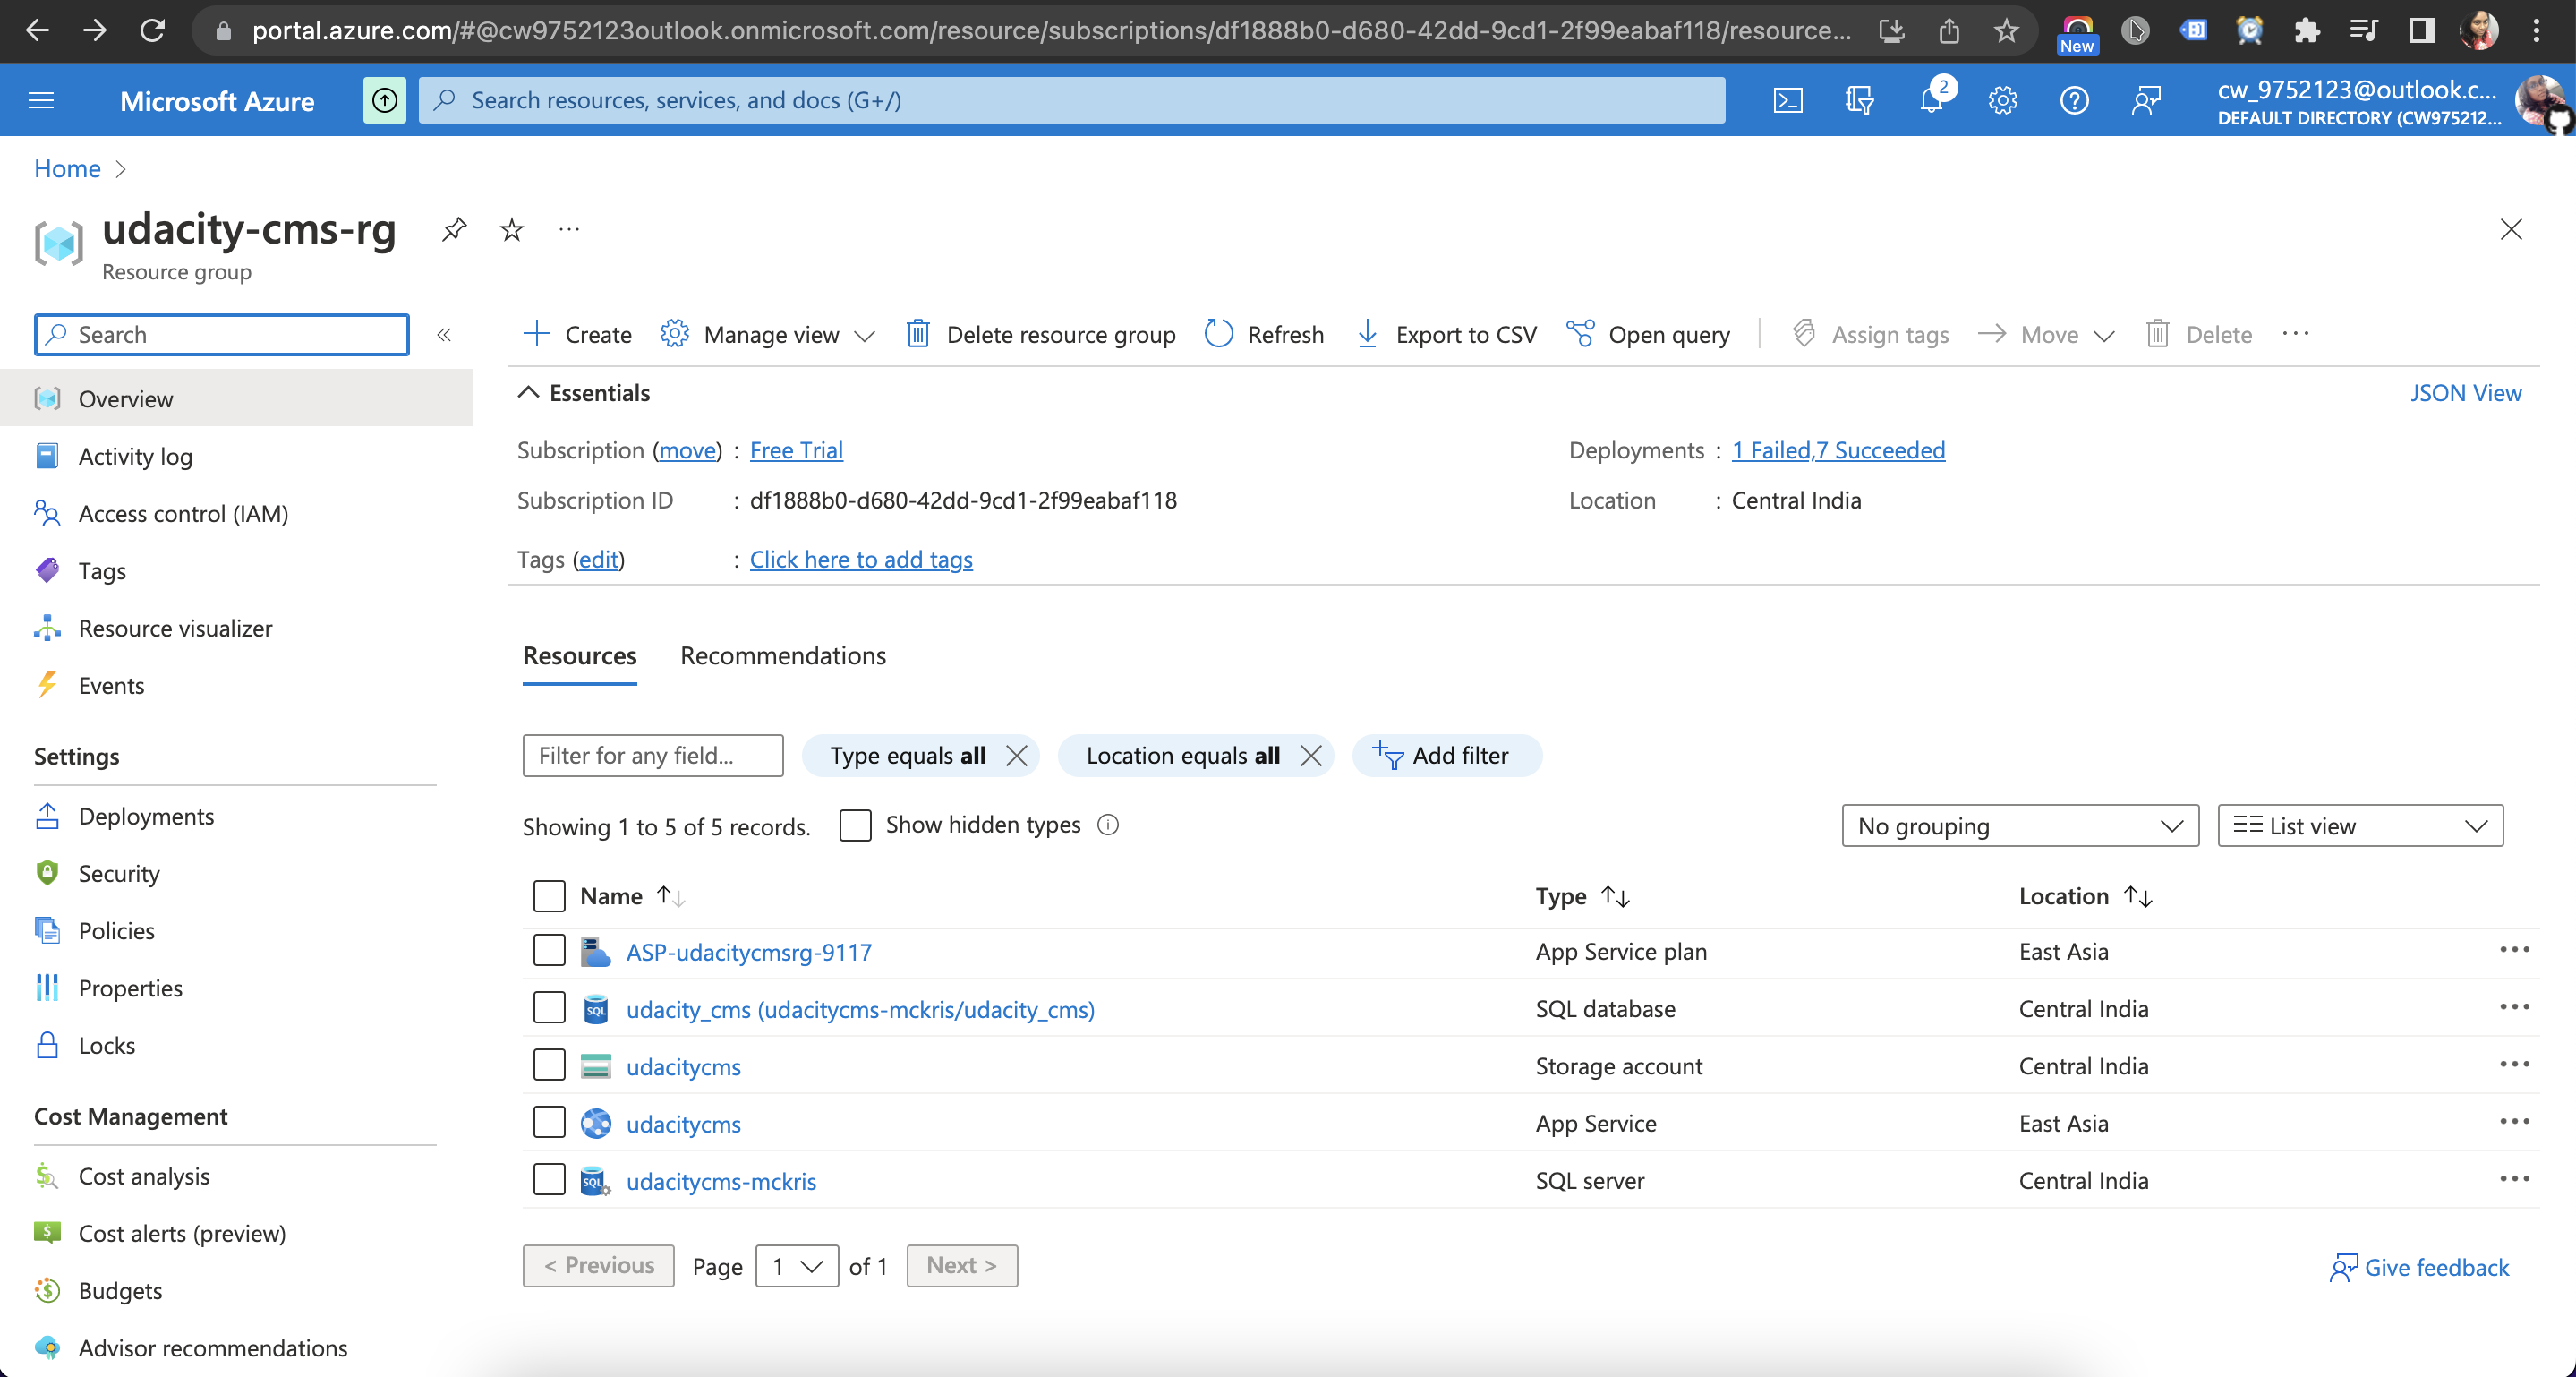 portal.azure.com/#@cw9752123outlook.onmicrosoft.com/resource/subscriptions/df1888b0-d680-42dd-9cd1-2f99eabaf118/resource...
New
Microsoft Azure
Search resources, services, and docs (G+/)
2
cw_9752123@outlook.c...
DEFAULT DIRECTORY (CW975212...
Home >
udacity-cms-rg
Resource group
Search
Create
Manage view
Delete resource group
Refresh
Export to CSV
Open query
Assign tags
Move
Delete
Overview
Activity log
Access control (IAM)
Tags
Resource visualizer
Events
Settings
Deployments
Security
Policies
Properties
Locks
Cost Management
Cost analysis
Cost alerts (preview)
Budgets
Advisor recommendations
Essentials
JSON View
Subscription (move) : Free Trial
Deployments : 1 Failed,7 Succeeded
Subscription ID : df1888b0-d680-42dd-9cd1-2f99eabaf118
Location : Central India
Tags (edit) : Click here to add tags
Resources Recommendations
Filter for any field...
Type equals all
Location equals all
Add filter
Showing 1 to 5 of 5 records.
Show hidden types
No grouping
List view
Name Type Location
ASP-udacitycmsrg-9117 App Service plan East Asia
SQL udacity_cms (udacitycms-mckris/udacity_cms) SQL database Central India
udacitycms Storage account Central India
udacitycms App Service East Asia
SQL udacitycms-mckris SQL server Central India
< Previous Page 1 of 1 Next >
Give feedback